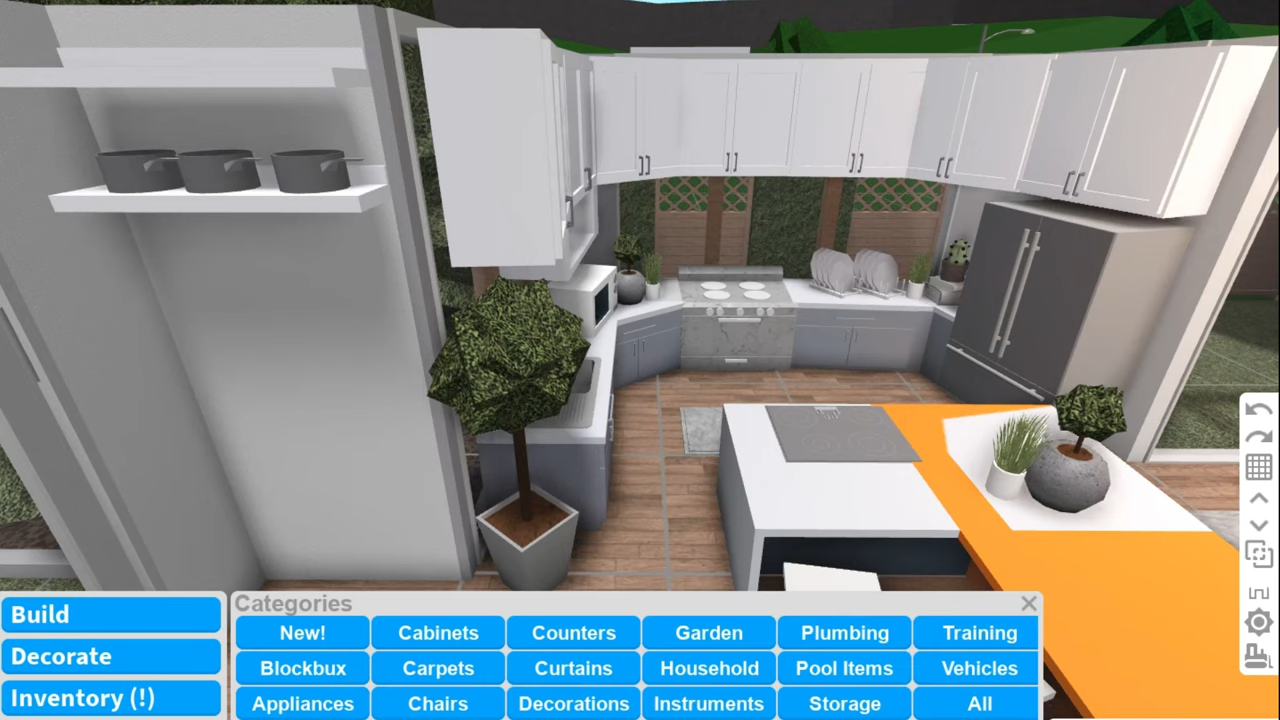 Build
Decorate
Inventory (!)
Categories
New!
Cabinets
Counters
Garden
Plumbing
Training
Blockbux
Carpets
Curtains
Household
Pool Items
Vehicles
Appliances
Chairs
Decorations
Instruments
Storage
All